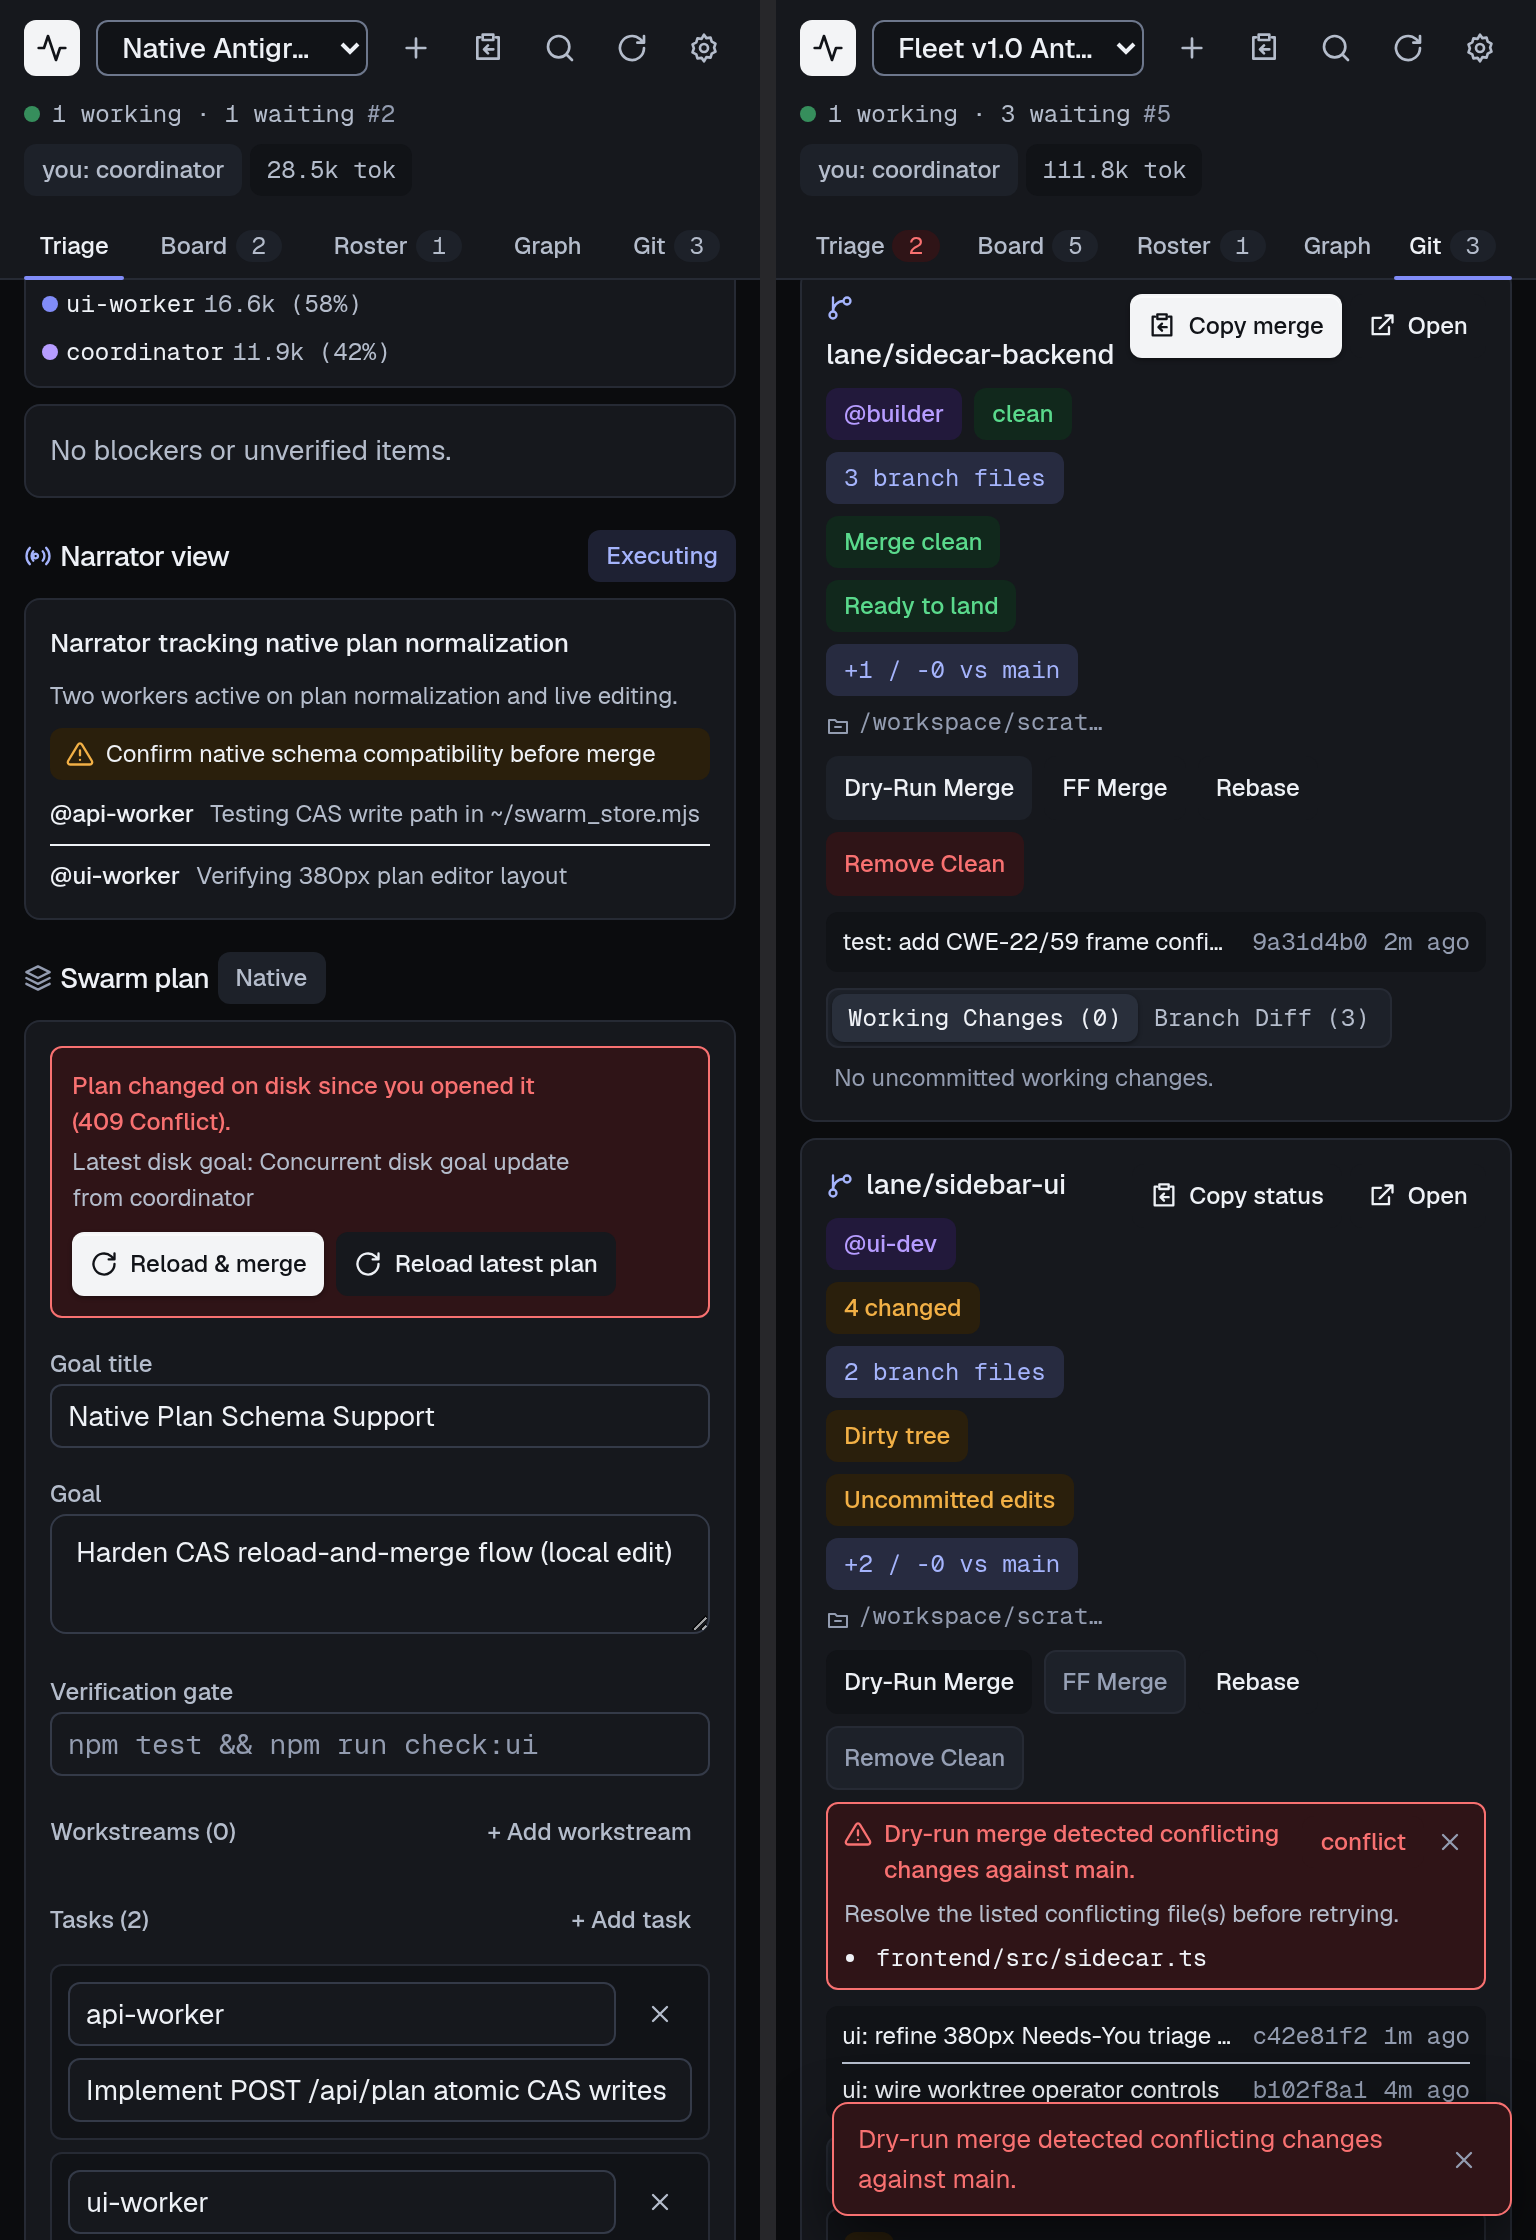 Native Antigr...
1 working · 1 waiting #2
you: coordinator
28.5k tok
Triage
Board 2
Roster 1
Graph
Git 3
ui-worker 16.6k (58%)
coordinator 11.9k (42%)
No blockers or unverified items.
Narrator view
Executing
Narrator tracking native plan normalization
Two workers active on plan normalization and live editing.
Confirm native schema compatibility before merge
@api-worker Testing CAS write path in ~/swarm_store.mjs
@ui-worker Verifying 380px plan editor layout
Swarm plan
Native
Plan changed on disk since you opened it
(409 Conflict).
Latest disk goal: Concurrent disk goal update
from coordinator
Reload & merge
Reload latest plan
Goal title
Native Plan Schema Support
Goal
Harden CAS reload-and-merge flow (local edit)
Verification gate
npm test && npm run check:ui
Workstreams (0)
+ Add workstream
Tasks (2)
+ Add task
api-worker
Implement POST /api/plan atomic CAS writes
ui-worker
Fleet v1.0 Ant...
1 working · 3 waiting #5
you: coordinator
111.8k tok
Triage 2
Board 5
Roster 1
Graph
Git 3
lane/sidecar-backend
Copy merge
Open
@builder
clean
3 branch files
Merge clean
Ready to land
+1 / -0 vs main
/workspace/scrat…
Dry-Run Merge
FF Merge
Rebase
Remove Clean
test: add CWE-22/59 frame confi... 9a31d4b0 2m ago
Working Changes (0)
Branch Diff (3)
No uncommitted working changes.
lane/sidebar-ui
Copy status
Open
@ui-dev
4 changed
2 branch files
Dirty tree
Uncommitted edits
+2 / -0 vs main
/workspace/scrat…
Dry-Run Merge
FF Merge
Rebase
Remove Clean
Dry-run merge detected conflicting
changes against main.
conflict
Resolve the listed conflicting file(s) before retrying.
• frontend/src/sidecar.ts
ui: refine 380px Needs-You triage ... c42e81f2 1m ago
ui: wire worktree operator controls b102f8a1 4m ago
Dry-run merge detected conflicting changes
against main.